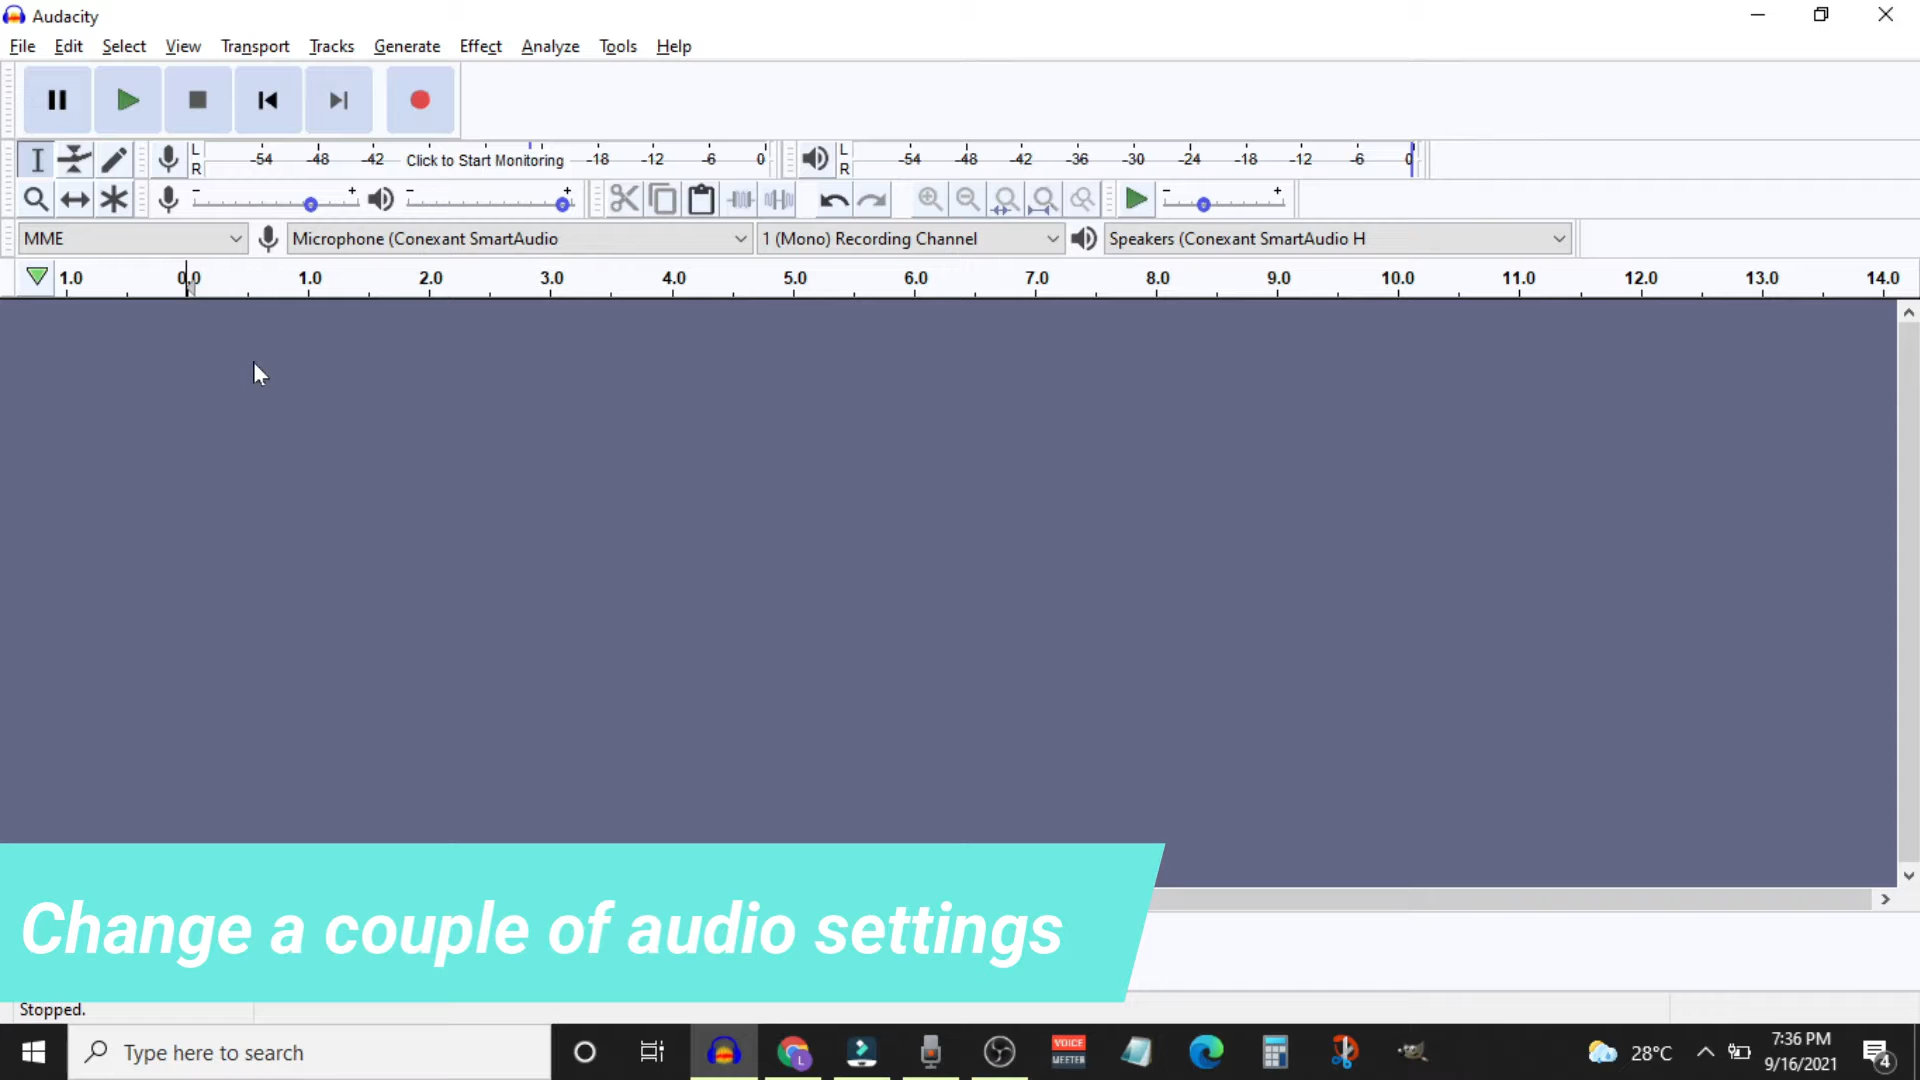 Audacity
File Edit Select View Transport Tracks Generate Effect Analyze Tools Help
L -54 -48 -42 Click to Start Monitoring -18 -12 -6 0 L -54 -48 -42 -36 -30 -24 -18 -12 -6 0
R R
- + - + - +
MME Microphone (Conexant SmartAudio 1 (Mono) Recording Channel Speakers (Conexant SmartAudio H
1.0 0.0 1.0 2.0 3.0 4.0 5.0 6.0 7.0 8.0 9.0 10.0 11.0 12.0 13.0 14.0
Change a couple of audio settings
Stopped.
Type here to search L VOICE MEETER 28°C 7:36 PM
9/16/2021 4